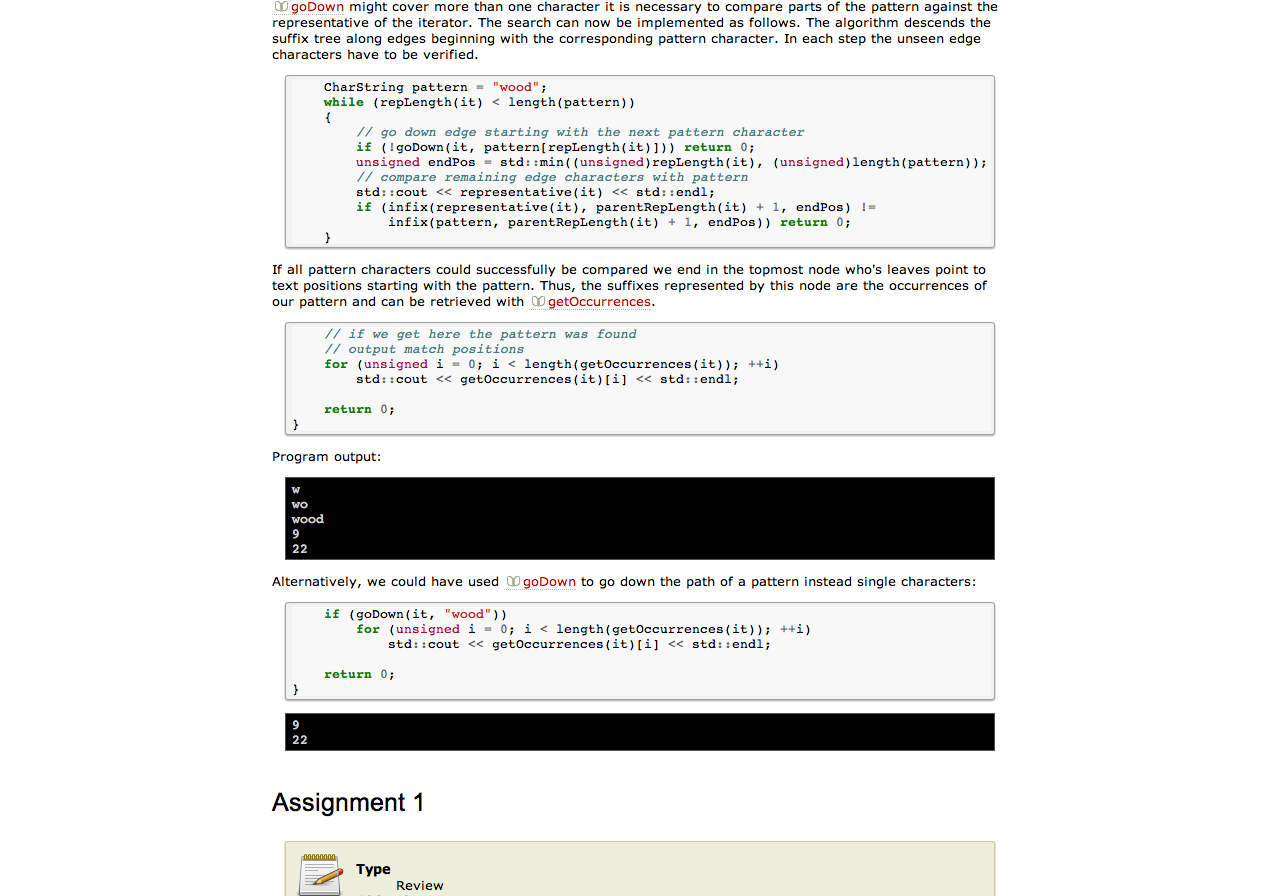 goDown might cover more than one character it is necessary to compare parts of the pattern against the
representative of the iterator. The search can now be implemented as follows. The algorithm descends the
suffix tree along edges beginning with the corresponding pattern character. In each step the unseen edge
characters have to be verified.
CharString pattern = "wood";
while (repLength(it) < length(pattern))
{
// go down edge starting with the next pattern character
if (!goDown(it, pattern[repLength(it)])) return 0;
unsigned endPos = std::min((unsigned)repLength(it), (unsigned)length(pattern));
// compare remaining edge characters with pattern
std::cout << representative(it) << std::endl;
if (infix(representative(it), parentRepLength(it) + 1, endPos) !=
infix(pattern, parentRepLength(it) + 1, endPos)) return 0;
}
If all pattern characters could successfully be compared we end in the topmost node who's leaves point to
text positions starting with the pattern. Thus, the suffixes represented by this node are the occurrences of
our pattern and can be retrieved with getOccurrences.
// if we get here the pattern was found
// output match positions
for (unsigned i = 0; i < length(getOccurrences(it)); ++i)
std::cout << getOccurrences(it)[i] << std::endl;
return 0;
}
Program output:
w
wo
wood
9
22
Alternatively, we could have used goDown to go down the path of a pattern instead single characters:
if (goDown(it, "wood"))
for (unsigned i = 0; i < length(getOccurrences(it)); ++i)
std::cout << getOccurrences(it)[i] << std::endl;
return 0;
}
9
22
Assignment 1
Type
Review